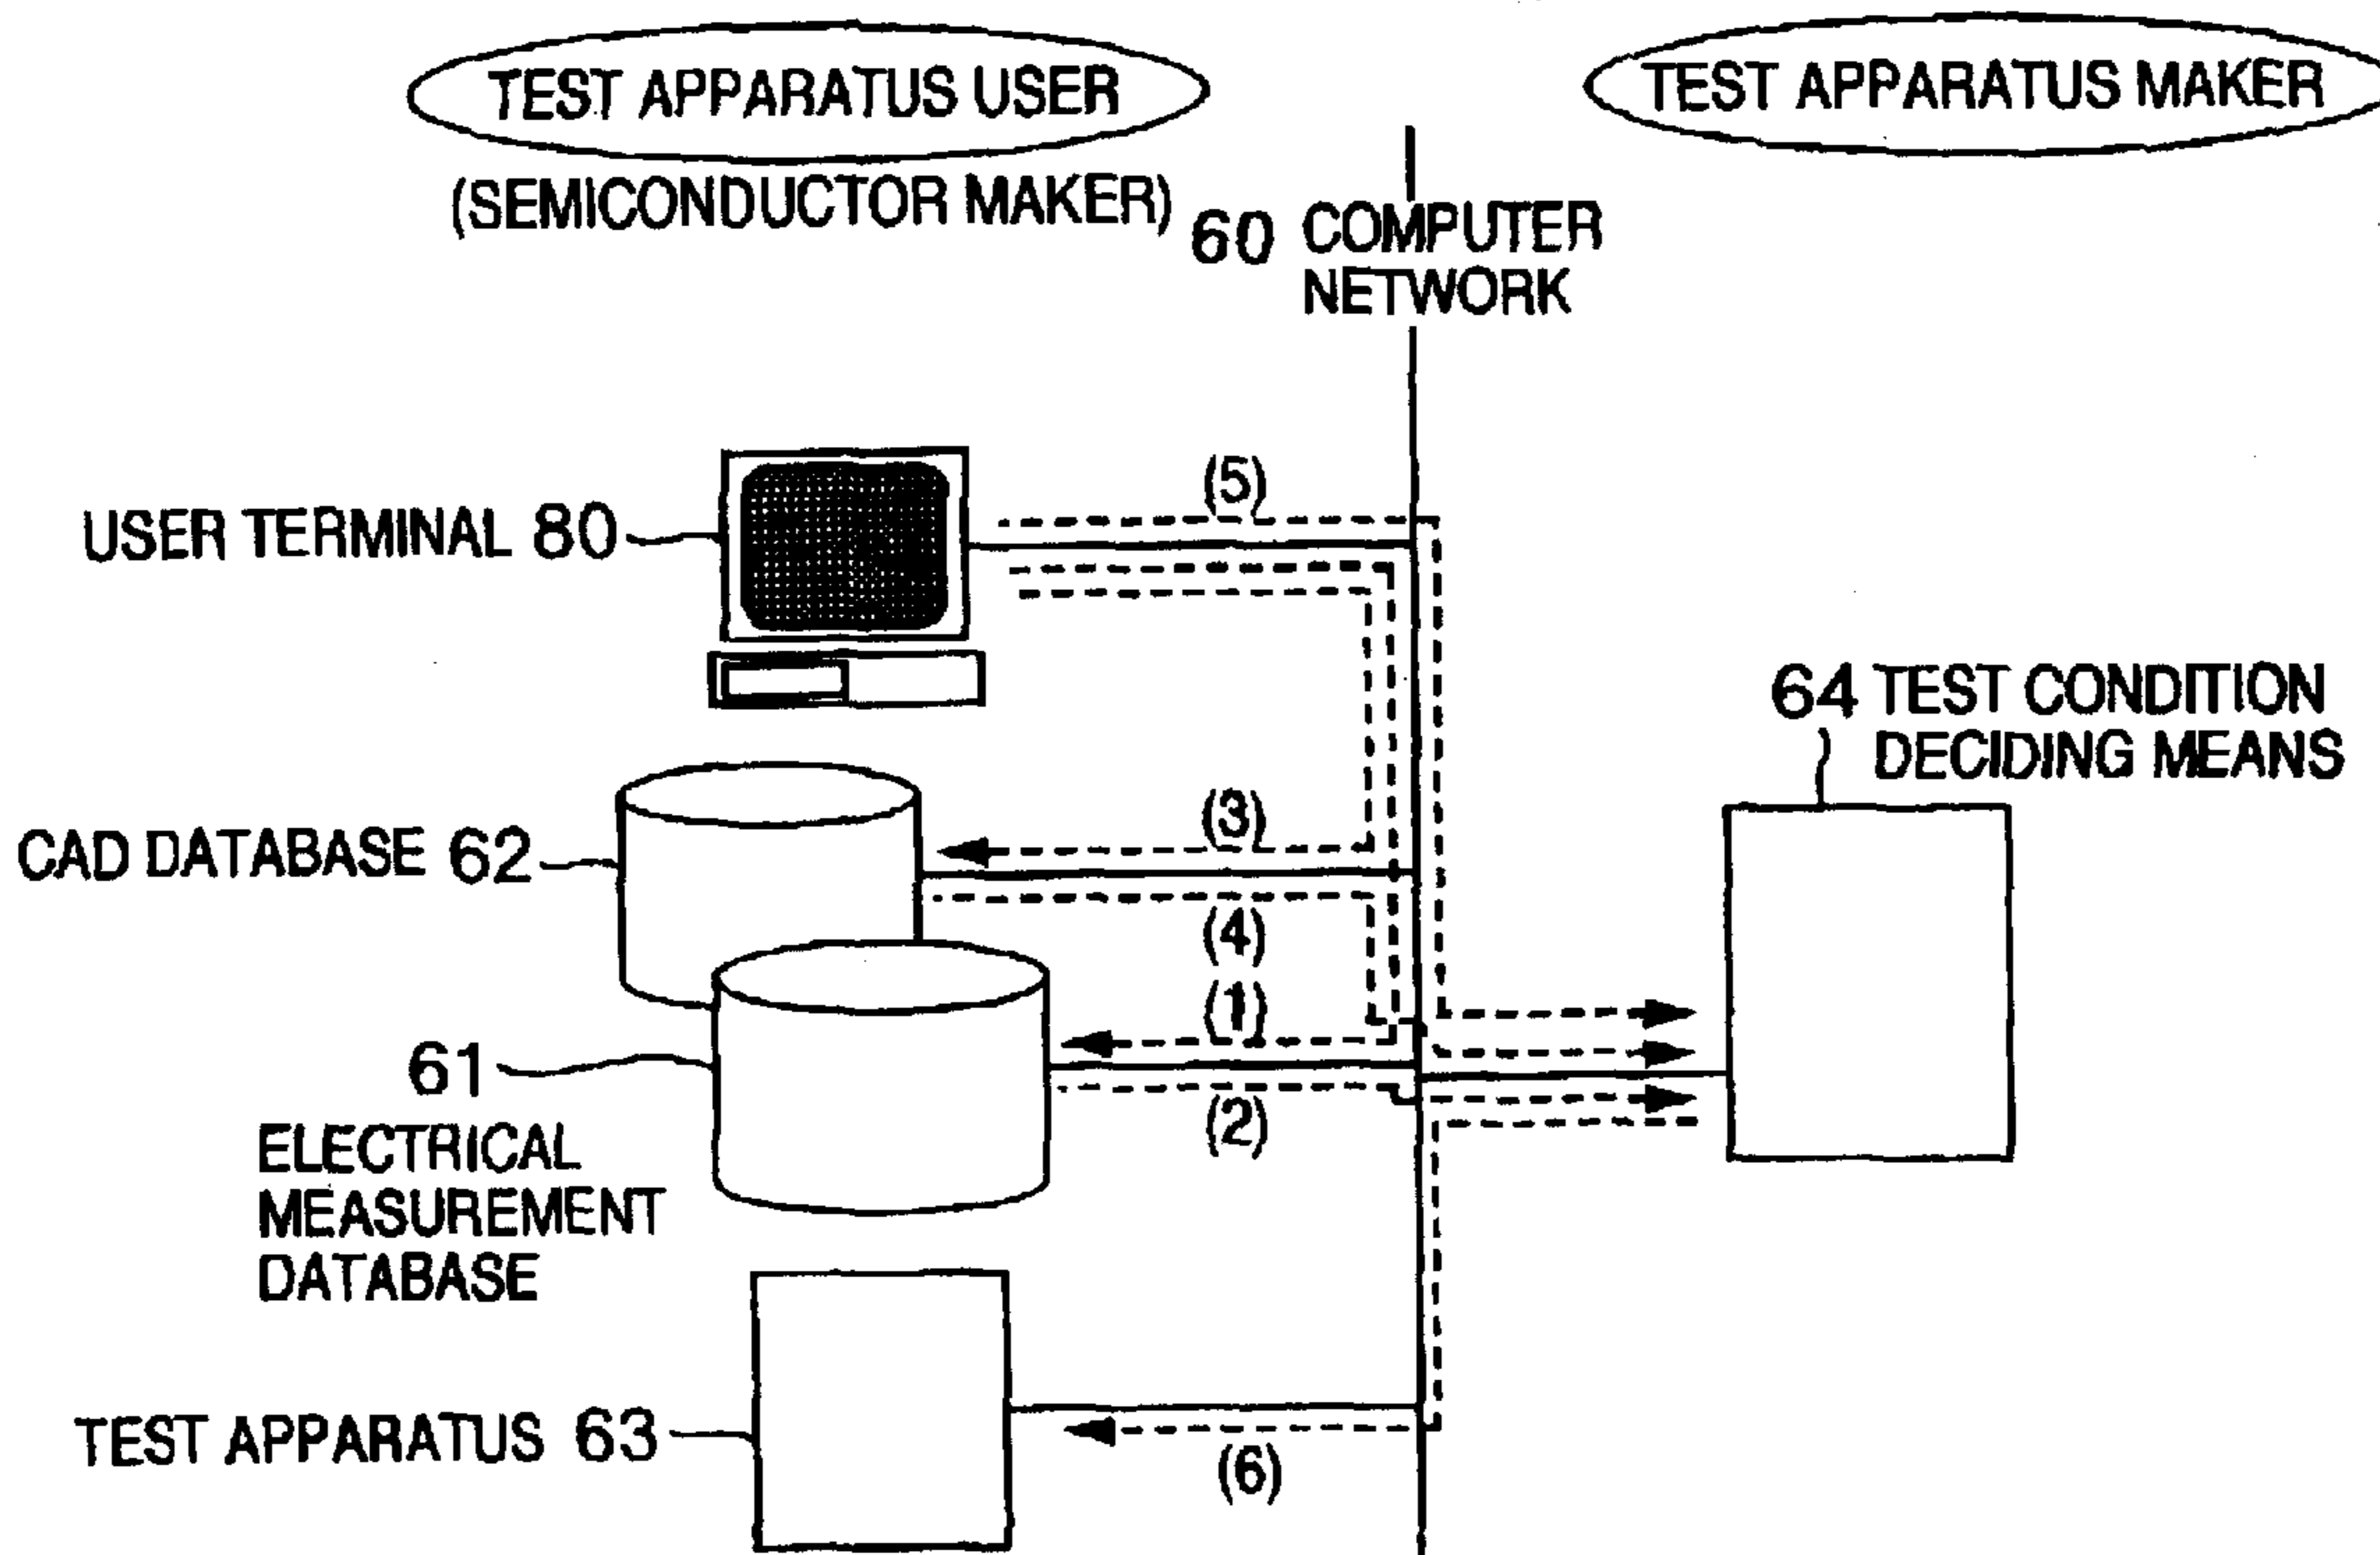 TEST APPARATUS USER
(SEMICONDUCTOR MAKER)
TEST APPARATUS MAKER
60 COMPUTER
NETWORK
USER TERMINAL 80
(5)
64 TEST CONDITION
DECIDING MEANS
CAD DATABASE 62
(3)
(4)
(1)
61
ELECTRICAL
MEASUREMENT
DATABASE
(2)
TEST APPARATUS 63
(6)